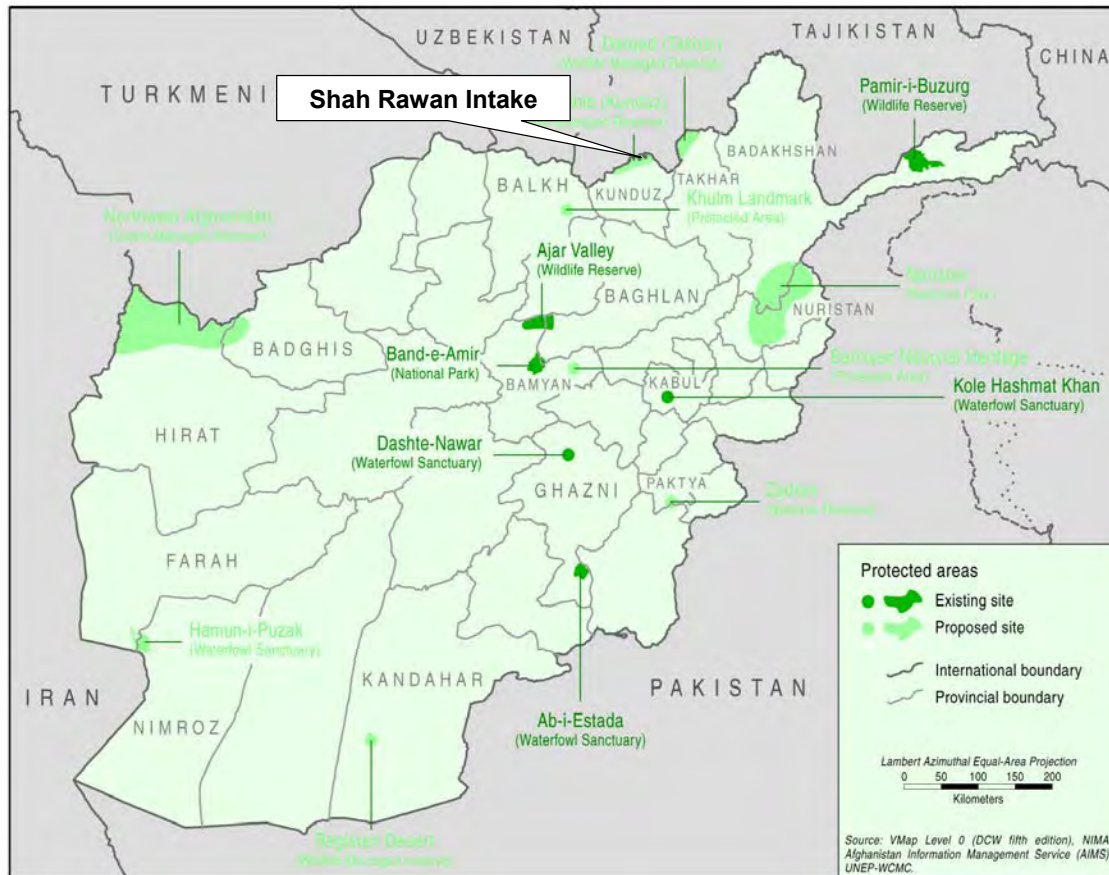 UZBEKISTAN
TAJIKISTAN
CHINA
TURKMENI
Shah Rawan Intake
(Kunduz)
Managed Reserve)
Pamir-i-Buzurg
(Wildlife Reserve)
BADAKHSHAN
TAKHAR
KUNDUZ
BALKH
Khulm Landmark
(Protected Area)
Ajar Valley
(Wildlife Reserve)
BAGHLAN
NURISTAN
BADGHIS
Band-e-Amir
(National Park)
BAMYAN
KABUL
Kole Hashmat Khan
(Waterfowl Sanctuary)
HIRAT
Dashte-Nawar
(Waterfowl Sanctuary)
GHAZNI
PAKTYA
FARAH
Hamun-i-Puzak
(Waterfowl Sanctuary)
KANDAHAR
PAKISTAN
IRAN
NIMROZ
Ab-i-Estada
(Waterfowl Sanctuary)
Protected areas
Existing site
Proposed site
International boundary
Provincial boundary
Lambert Azimuthal Equal-Area Projection
0 50 100 150 200
Kilometers
Source: VMap Level 0 (DCW fifth edition), NIMA
Afghanistan Information Management Service (AIMS)
UNEP-WCMC.